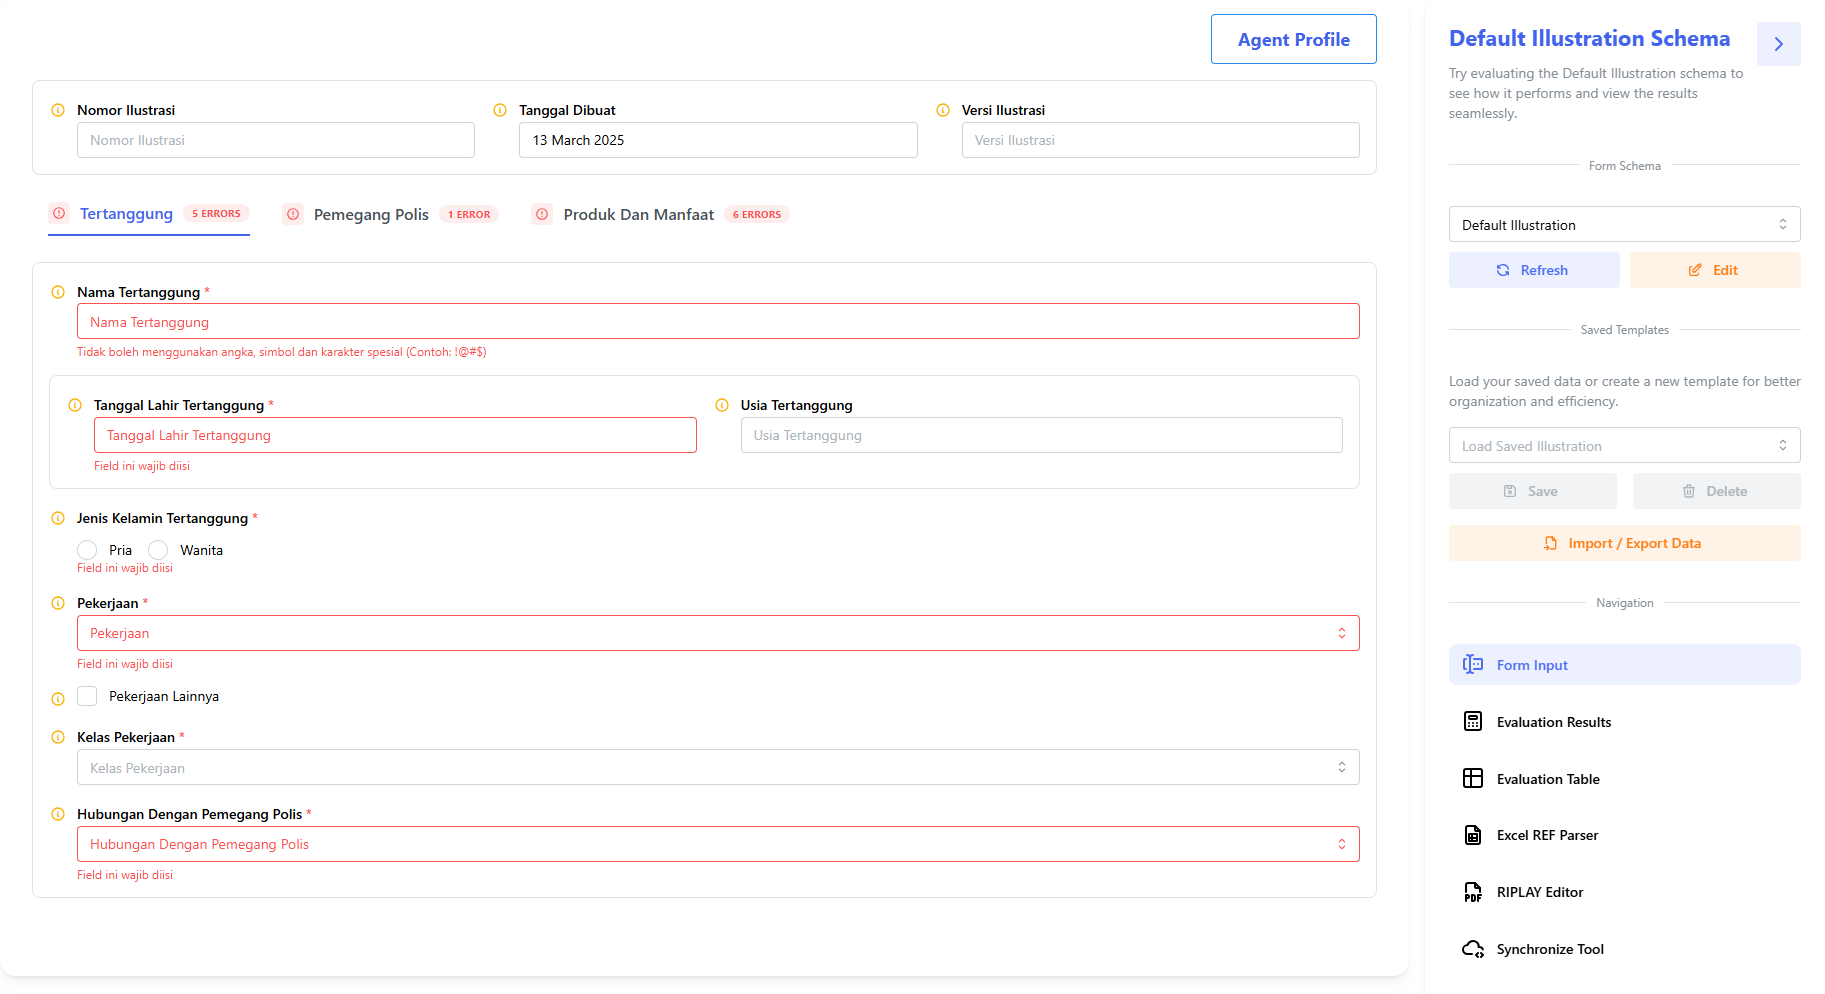 Agent Profile
Nomor Ilustrasi
Nomor Ilustrasi
Tanggal Dibuat
13 March 2025
Versi Ilustrasi
Versi Ilustrasi
Tertanggung 5 ERRORS
Pemegang Polis 1 ERROR
Produk Dan Manfaat 6 ERRORS
Nama Tertanggung *
Nama Tertanggung
Tidak boleh menggunakan angka, simbol dan karakter spesial (Contoh: !@#$)
Tanggal Lahir Tertanggung *
Tanggal Lahir Tertanggung
Field ini wajib diisi
Usia Tertanggung
Usia Tertanggung
Jenis Kelamin Tertanggung *
Pria Wanita
Field ini wajib diisi
Pekerjaan *
Pekerjaan
Field ini wajib diisi
Pekerjaan Lainnya
Kelas Pekerjaan *
Kelas Pekerjaan
Hubungan Dengan Pemegang Polis *
Hubungan Dengan Pemegang Polis
Field ini wajib diisi
Default Illustration Schema
Try evaluating the Default Illustration schema to
see how it performs and view the results
seamlessly.
Form Schema
Default Illustration
Refresh
Edit
Saved Templates
Load your saved data or create a new template for better
organization and efficiency.
Load Saved Illustration
Save
Delete
Import / Export Data
Navigation
Form Input
Evaluation Results
Evaluation Table
Excel REF Parser
PDF RIPLAY Editor
Synchronize Tool